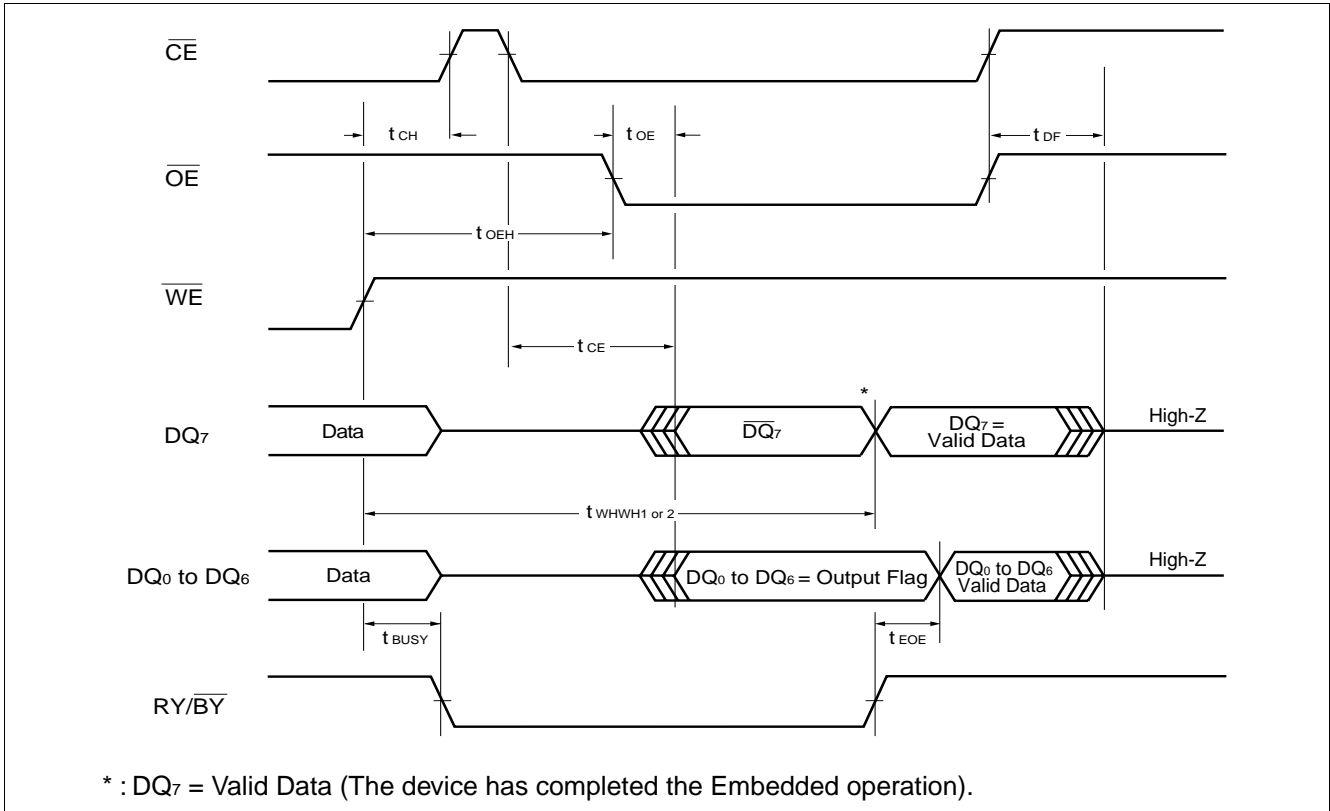 CE
t CH
t OE
t DF
OE
t OEH
WE
t CE
*
DQ7
Data
DQ7
DQ7 =
Valid Data
High-Z
t WHWH1 or 2
DQ0 to DQ6
Data
DQ0 to DQ6 = Output Flag
DQ0 to DQ6
Valid Data
High-Z
t BUSY
t EOE
RY/BY
* : DQ7 = Valid Data (The device has completed the Embedded operation).